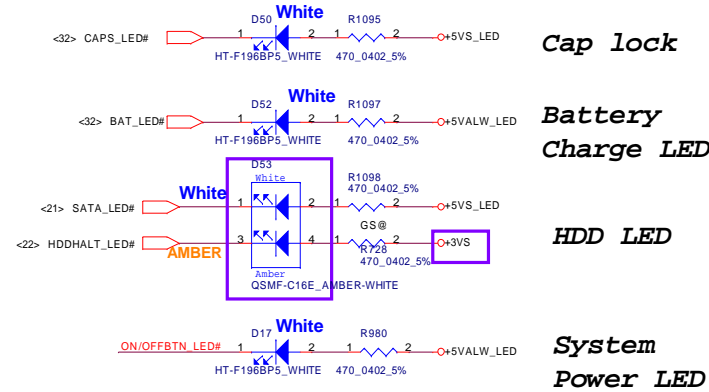 D50 White R1095
<32> CAPS_LED# 1 2 1 2 +5VS_LED Cap lock
HT-F196BP5_WHITE 470_0402_5%
D52 White R1097
<32> BAT_LED# 1 2 1 2 +5VALW_LED Battery
HT-F196BP5_WHITE 470_0402_5% Charge LED
D53
White R1098
White 470_0402_5%
<21> SATA_LED# 1 2 1 2 +5VS_LED
GS@
<22> HDDHALT_LED# 3 4 1 2 +3VS HDD LED
AMBER R728
470_0402_5%
Amber
QSMF-C16E_AMBER-WHITE
D17 White R980
ON/OFFBTN_LED# 1 2 1 2 +5VALW_LED System
HT-F196BP5_WHITE 470_0402_5% Power LED